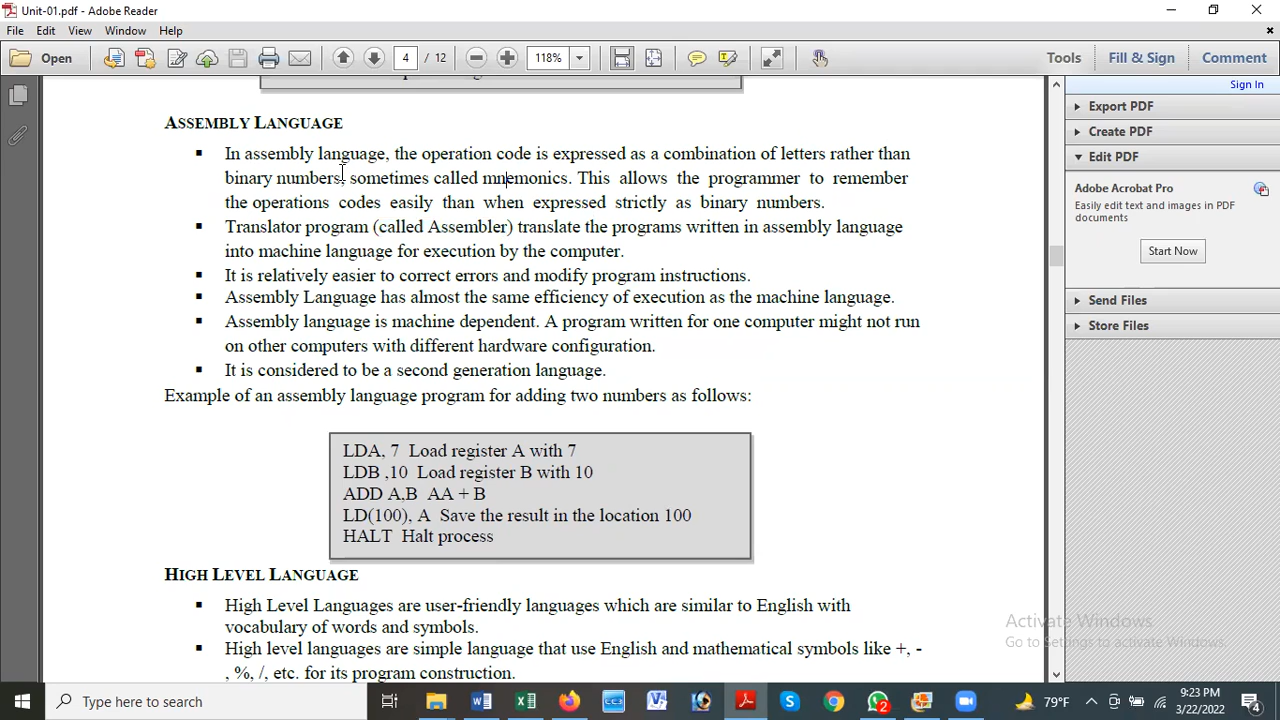 Unit-01.pdf - Adobe Reader
File Edit View Window Help
Open 4 / 12 118% Tools Fill & Sign Comment
Sign In
Export PDF
Create PDF
Edit PDF
Adobe Acrobat Pro
Easily edit text and images in PDF
documents
Start Now
Send Files
Store Files
ASSEMBLY LANGUAGE
▪ In assembly language, the operation code is expressed as a combination of letters rather than
binary numbers, sometimes called mnemonics. This allows the programmer to remember
the operations codes easily than when expressed strictly as binary numbers.
▪ Translator program (called Assembler) translate the programs written in assembly language
into machine language for execution by the computer.
▪ It is relatively easier to correct errors and modify program instructions.
▪ Assembly Language has almost the same efficiency of execution as the machine language.
▪ Assembly language is machine dependent. A program written for one computer might not run
on other computers with different hardware configuration.
▪ It is considered to be a second generation language.
Example of an assembly language program for adding two numbers as follows:
LDA, 7 Load register A with 7
LDB ,10 Load register B with 10
ADD A,B AA + B
LD(100), A Save the result in the location 100
HALT Halt process
HIGH LEVEL LANGUAGE
▪ High Level Languages are user-friendly languages which are similar to English with
vocabulary of words and symbols.
▪ High level languages are simple language that use English and mathematical symbols like +, -
, %, /, etc. for its program construction.
Activate Windows
Go to Settings to activate Windows.
Type here to search
79°F
9:23 PM
3/22/2022